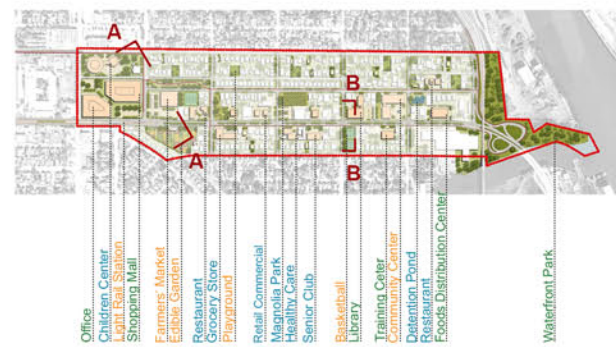 A
B
A
B
Office
Children Center
Light Rail Station
Shopping Mall
Farmers' Market
Edible Garden
Restaurant
Grocery Store
Playground
Retail Commercial
Magnolia Park
Healthy Care
Senior Club
Basketball
Library
Training Ceter
Community Center
Detention Pond
Restaurant
Foods Distribution Center
Waterfront Park